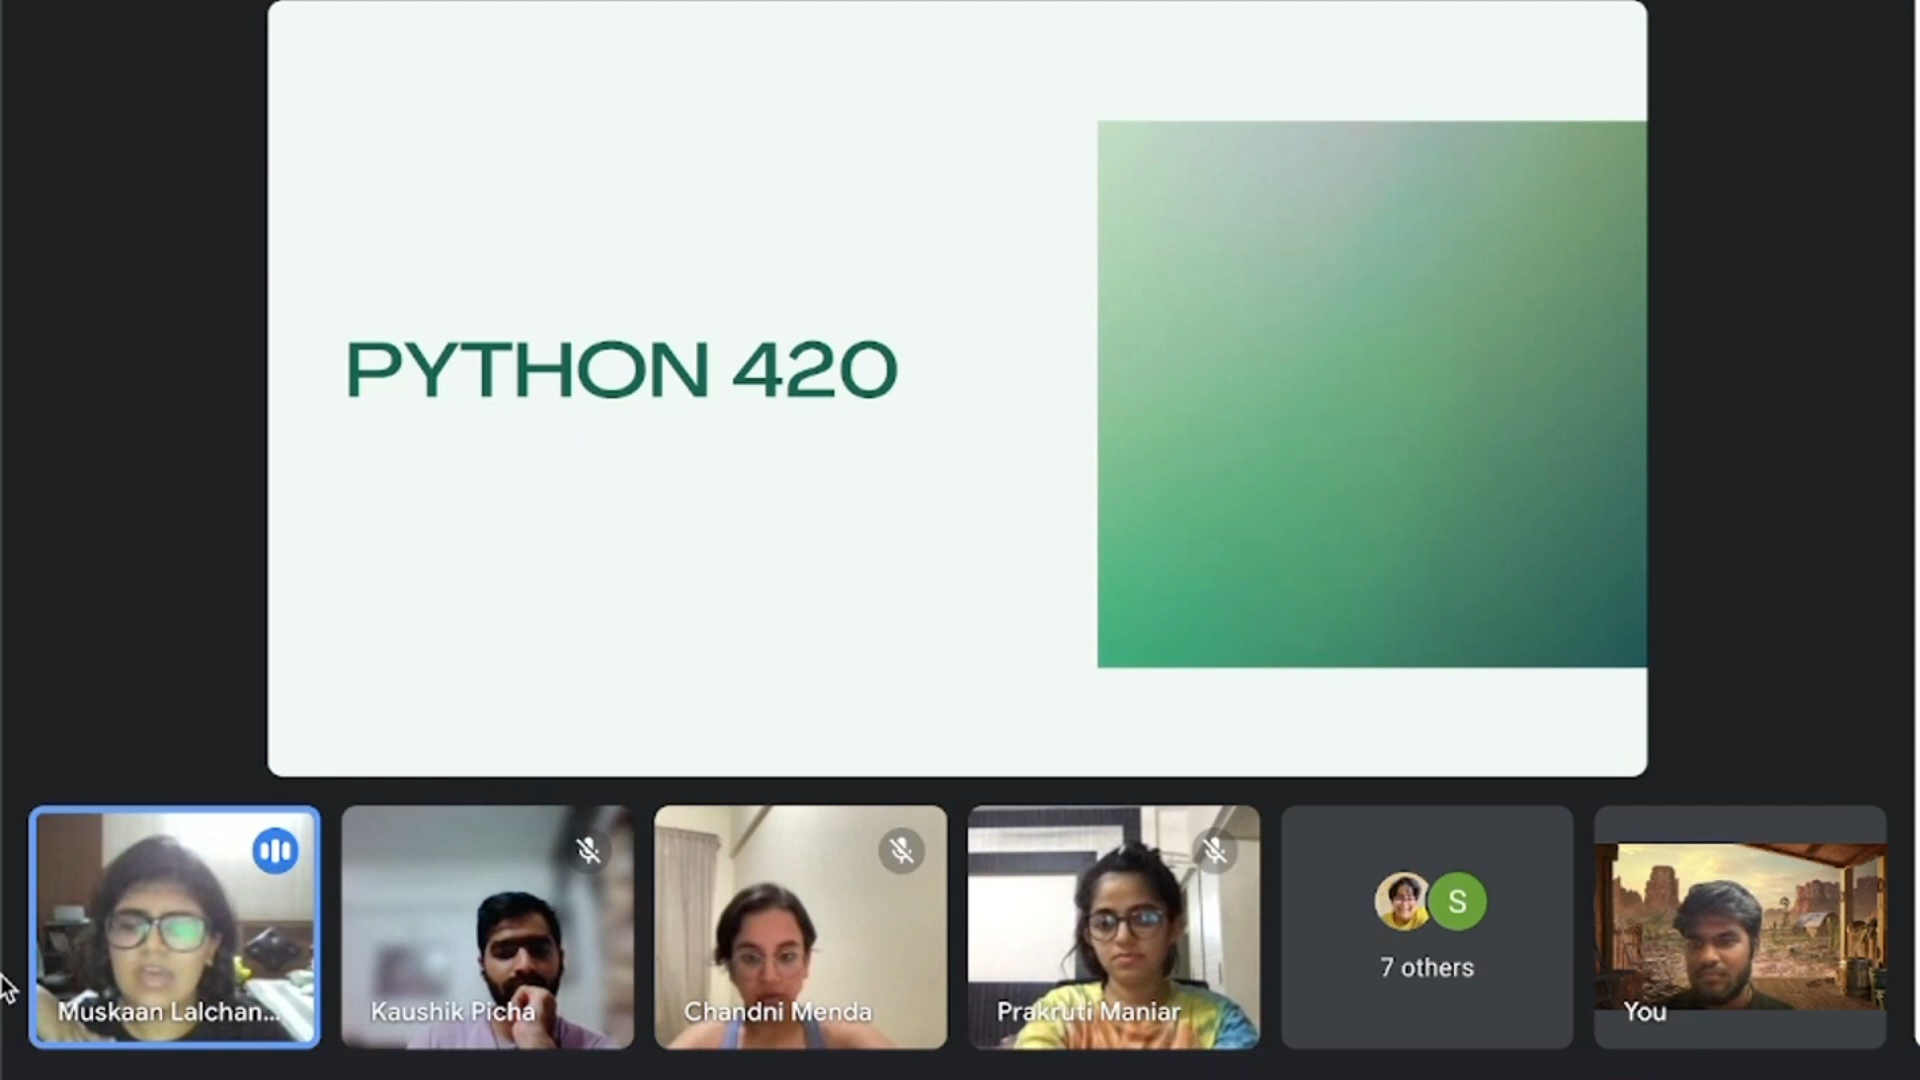 PYTHON 420
Muskaan Lalchan...
Kaushik Picha
Chandni Menda
Prakruti Maniar
S
7 others
You